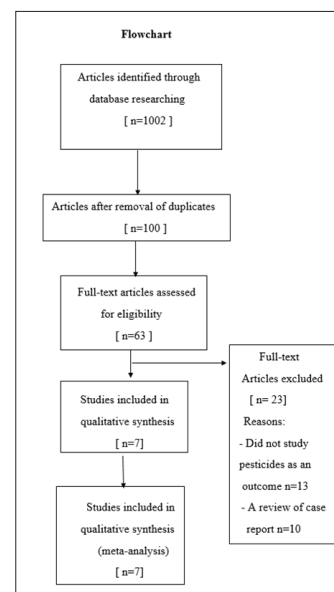 Flowchart
Articles identified through
database researching
[ n=1002 ]
Articles after removal of duplicates
[ n=100 ]
Full-text articles assessed
for eligibility
[ n=63 ]
Full-text
Articles excluded
[ n= 23]
Reasons:
- Did not study
pesticides as an
outcome n=13
- A review of case
report n=10
Studies included in
qualitative synthesis
[ n=7]
Studies included in
qualitative synthesis
(meta-analysis)
[ n=7]